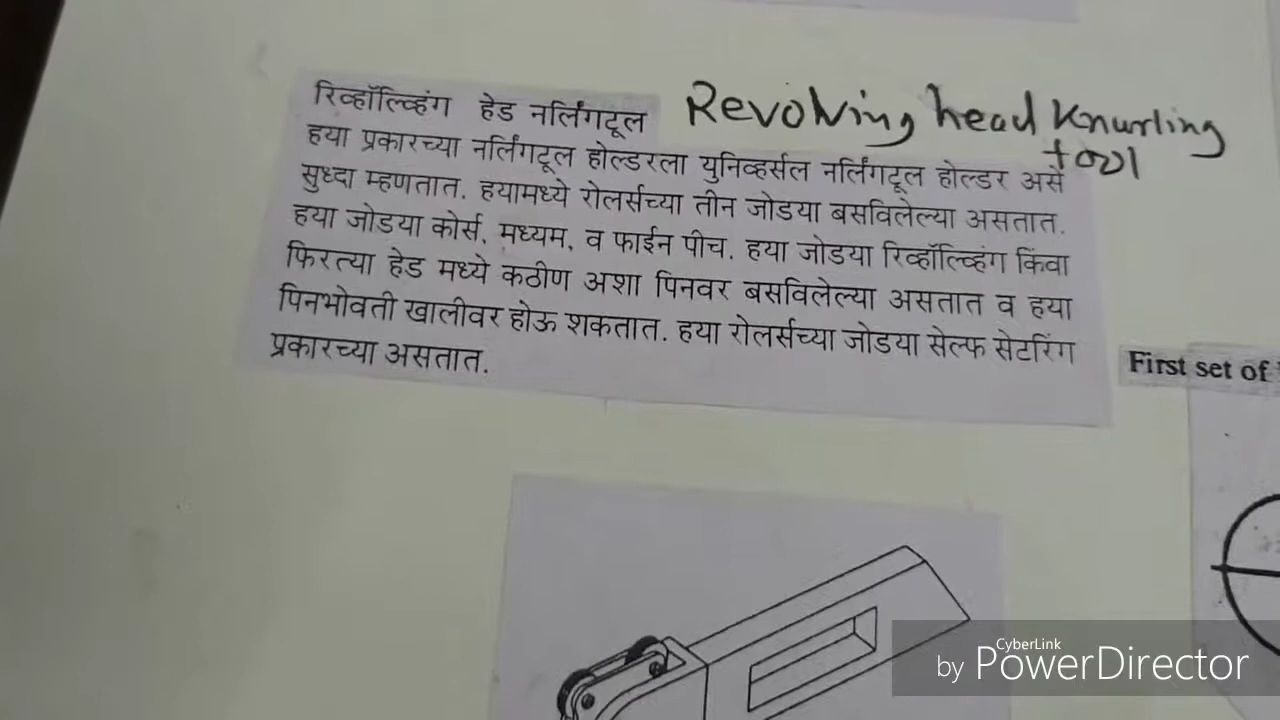 रिव्हॉल्व्हिंग हेड नर्लिंगटूल Revolving head Knurling
tool
हया प्रकारच्या नर्लिंगटूल होल्डरला युनिव्हर्सल नर्लिंगटूल होल्डर असे
सुध्दा म्हणतात. हयामध्ये रोलर्सच्या तीन जोडया बसविलेल्या असतात.
हया जोडया कोर्स, मध्यम, व फाईन पीच. हया जोडया रिव्हॉल्व्हिंग किंवा
फिरत्या हेड मध्ये कठीण अशा पिनवर बसविलेल्या असतात व हया
पिनभोवती खालीवर होऊ शकतात. हया रोलर्सच्या जोडया सेल्फ सेटरिंग
प्रकारच्या असतात.
First set of
CyberLink
by PowerDirector